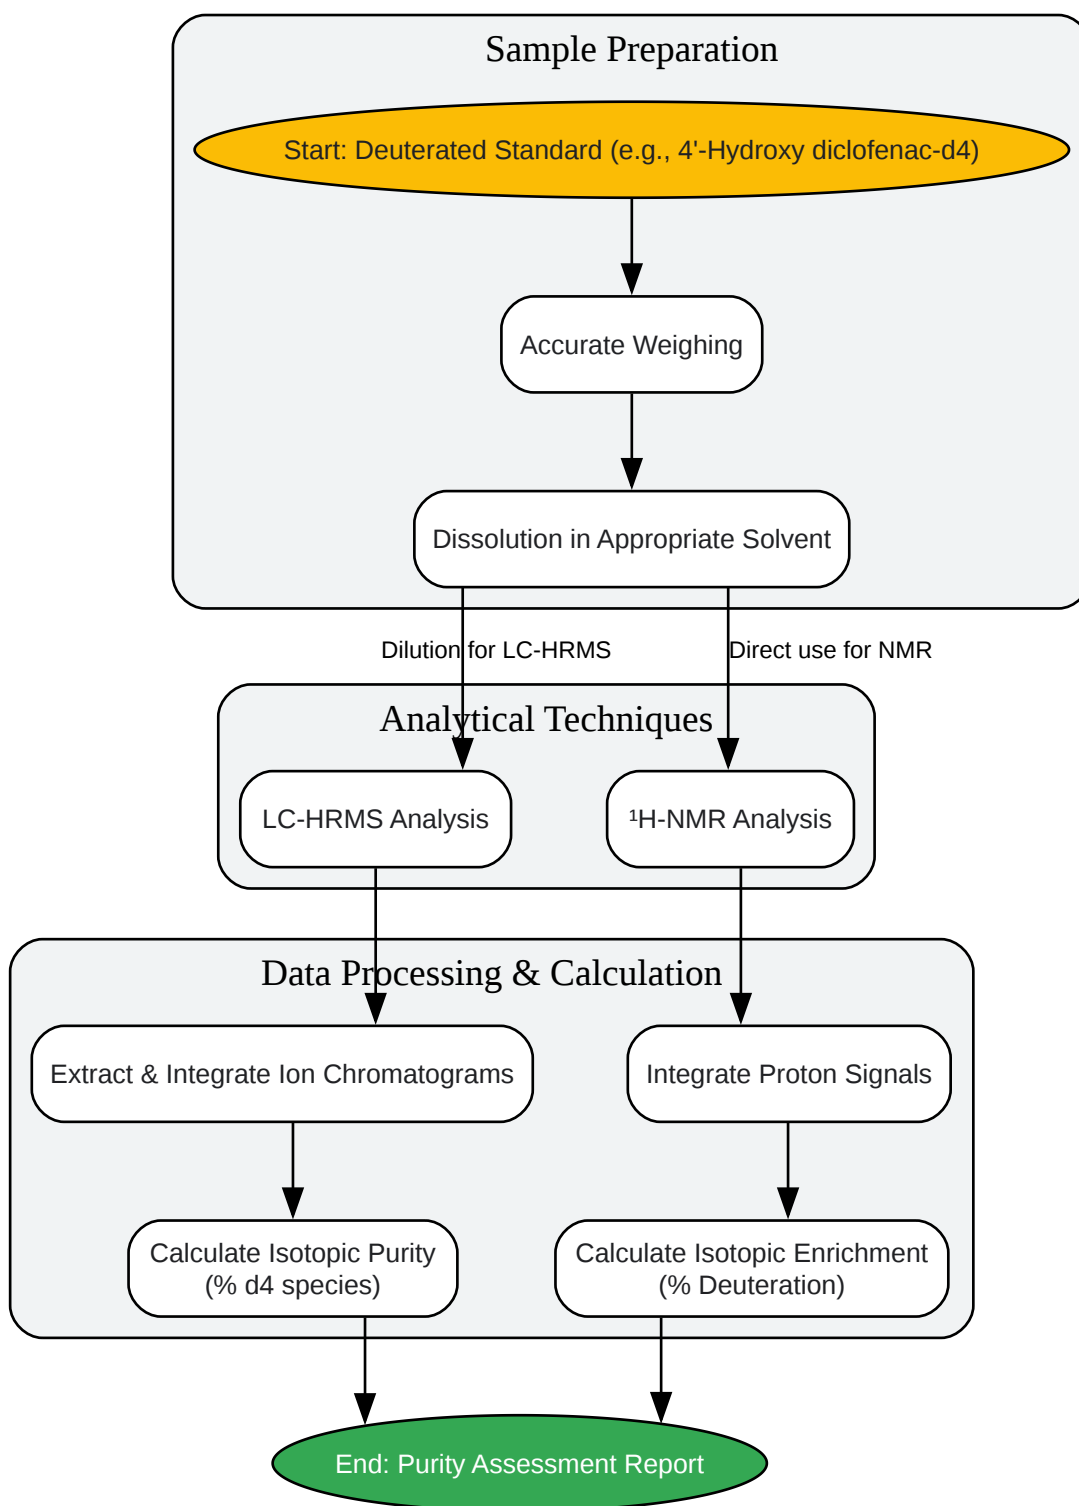 Sample Preparation
Start: Deuterated Standard (e.g., 4'-Hydroxy diclofenac-d4)
Accurate Weighing
Dissolution in Appropriate Solvent
Dilution for LC-HRMS
Direct use for NMR
Analytical Techniques
LC-HRMS Analysis
¹H-NMR Analysis
Data Processing & Calculation
Extract & Integrate Ion Chromatograms
Integrate Proton Signals
Calculate Isotopic Purity
(% d4 species)
Calculate Isotopic Enrichment
(% Deuteration)
End: Purity Assessment Report